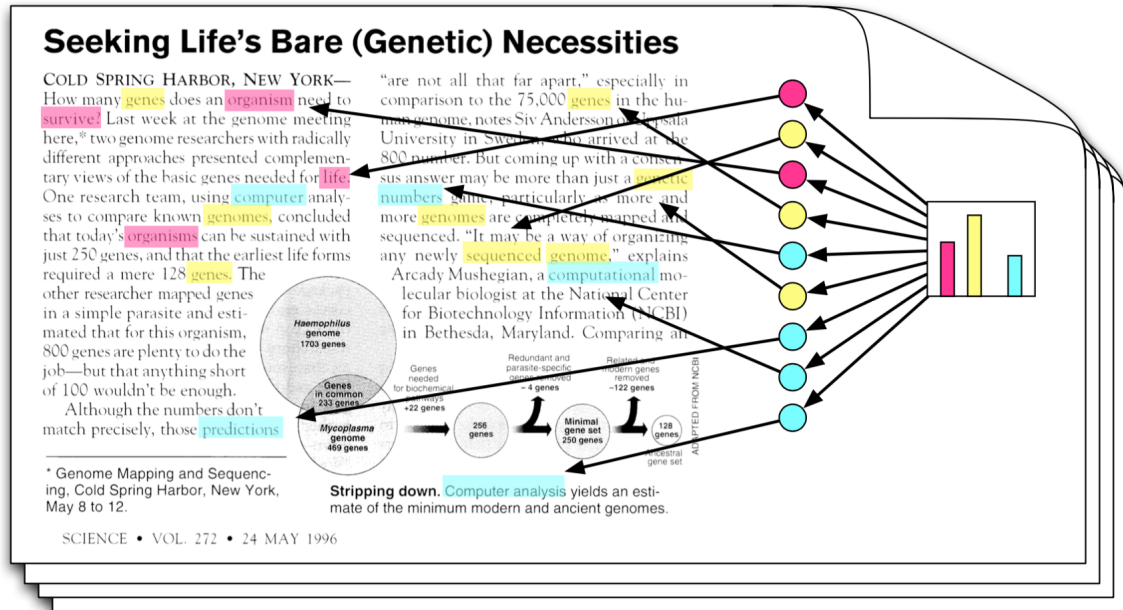 Seeking Life's Bare (Genetic) Necessities
COLD SPRING HARBOR, NEW YORK—
How many genes does an organism need to
survive? Last week at the genome meeting
here,* two genome researchers with radically
different approaches presented complemen-
tary views of the basic genes needed for life.
One research team, using computer analy-
ses to compare known genomes, concluded
that today's organisms can be sustained with
just 250 genes, and that the earliest life forms
required a mere 128 genes. The
other researcher mapped genes
in a simple parasite and esti-
mated that for this organism,
800 genes are plenty to do the
job—but that anything short
of 100 wouldn't be enough.
Although the numbers don't
match precisely, those predictions
* Genome Mapping and Sequenc-
ing, Cold Spring Harbor, New York,
May 8 to 12.
"are not all that far apart," especially in
comparison to the 75,000 genes in the hu-
man genome, notes Siv Andersson of Uppsala
University in Sweden, who arrived at the
800 number. But coming up with a consen-
sus answer may be more than just a genetic
numbers game, particularly as more and
more genomes are completely mapped and
sequenced. "It may be a way of organizing
any newly sequenced genome," explains
Arcady Mushegian, a computational mo-
lecular biologist at the National Center
for Biotechnology Information (NCBI)
in Bethesda, Maryland. Comparing an
Haemophilus
genome
1703 genes
Genes
in common
233 genes
Mycoplasma
genome
469 genes
Genes
needed
for biochemical
pathways
+22 genes
256
genes
Redundant and
parasite-specific
genes removed
– 4 genes
Minimal
gene set
250 genes
Related and
modern genes
removed
–122 genes
128
genes
Ancestral
gene set
ADAPTED FROM NCBI
Stripping down. Computer analysis yields an esti-
mate of the minimum modern and ancient genomes.
SCIENCE • VOL. 272 • 24 MAY 1996